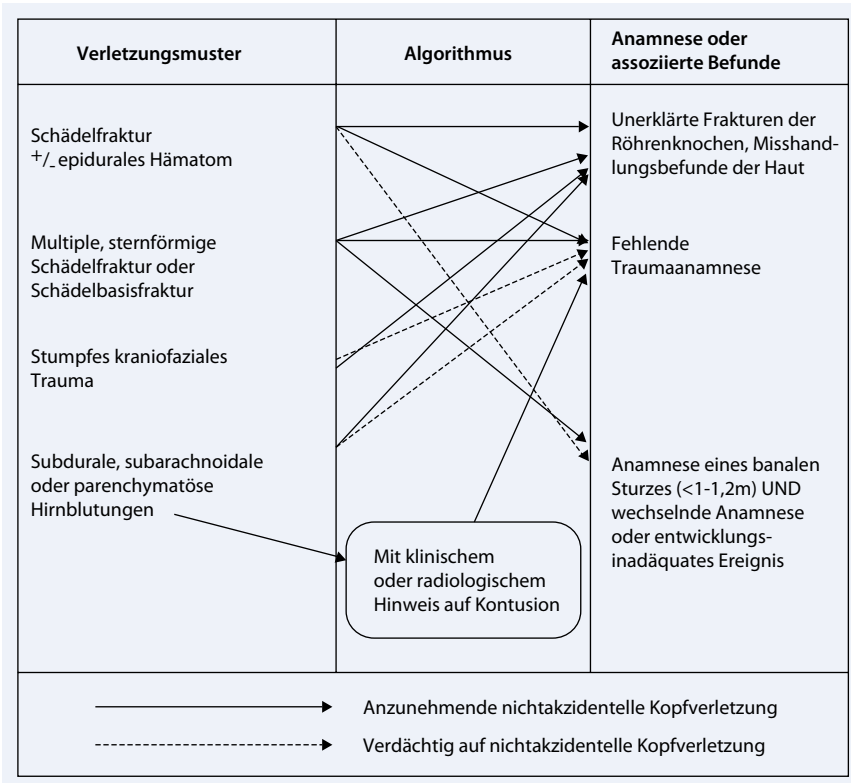 Verletzungsmuster
Algorithmus
Anamnese oder
assoziierte Befunde
Schädelfraktur
+/- epidurales Hämatom
Multiple, sternförmige
Schädelfraktur oder
Schädelbasisfraktur
Stumpfes kraniofaziales
Trauma
Subdurale, subarachnoidale
oder parenchymatöse
Hirnblutungen
Mit klinischem
oder radiologischem
Hinweis auf Kontusion
Unerklärte Frakturen der
Röhrenknochen, Misshand-
lungsbefunde der Haut
Fehlende
Traumaanamnese
Anamnese eines banalen
Sturzes (<1-1,2m) UND
wechselnde Anamnese
oder entwicklungs-
inadäquates Ereignis
Anzunehmende nichtakzidentelle Kopfverletzung
Verdächtig auf nichtakzidentelle Kopfverletzung